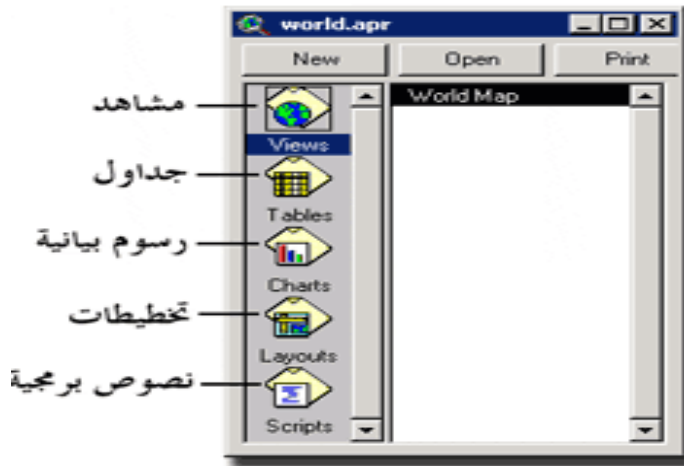 world.apr
New Open Print
World Map
مشاهد
Views
جداول
Tables
رسوم بيانية
Charts
تخطيطات
Layouts
نصوص برمجية
Scripts